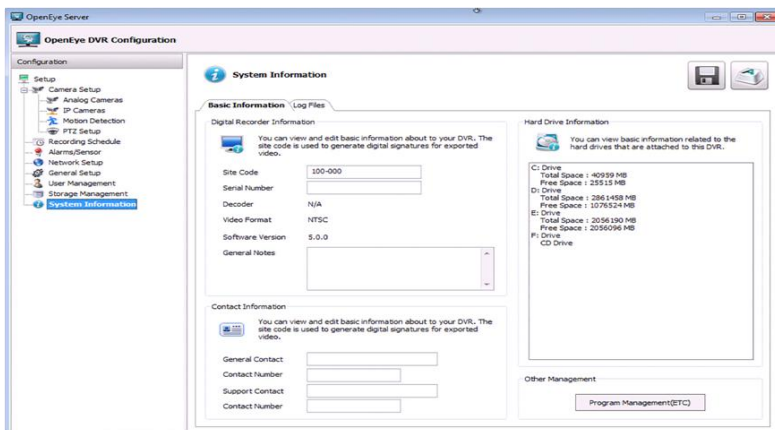 OpenEye Server
OpenEye DVR Configuration
Configuration
Setup
Camera Setup
Analog Cameras
IP Cameras
Motion Detection
PTZ Setup
Recording Schedule
Alarms/Sensor
Network Setup
General Setup
User Management
Storage Management
System Information
System Information
Basic Information
Log Files
Digital Recorder Information
You can view and edit basic information about to your DVR. The
site code is used to generate digital signatures for exported
video.
Site Code
100-000
Serial Number
Decoder
N/A
Video Format
NTSC
Software Version
5.0.0
General Notes
Contact Information
You can view and edit basic information about to your DVR. The
site code is used to generate digital signatures for exported
video.
General Contact
Contact Number
Support Contact
Contact Number
Hard Drive Information
You can view basic information related to the
hard drives that are attached to this DVR.
C: Drive
Total Space : 40959 MB
Free Space : 25515 MB
D: Drive
Total Space : 2861458 MB
Free Space : 1076524 MB
E: Drive
Total Space : 2056190 MB
Free Space : 2056096 MB
F: Drive
CD Drive
Other Management
Program Management(ETC)